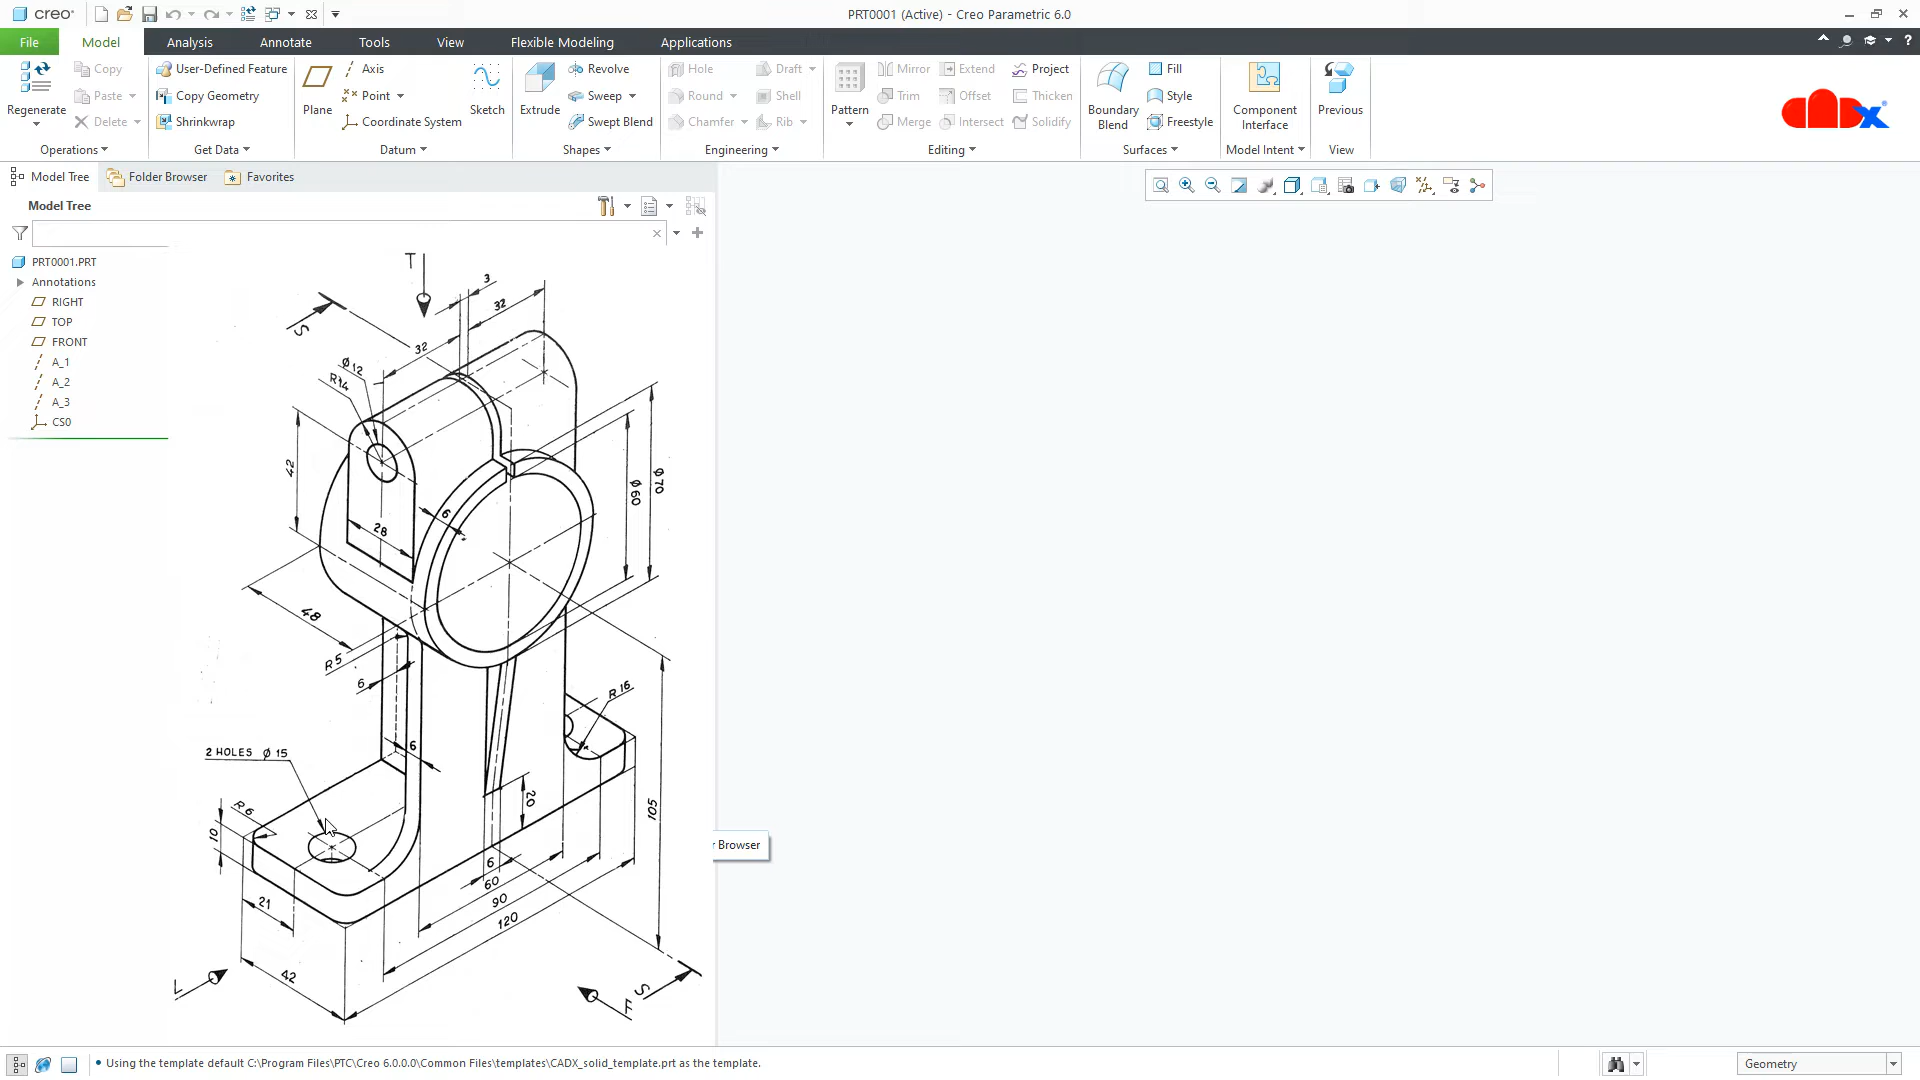 creo PRT0001 (Active) - Creo Parametric 6.0
File Model Analysis Annotate Tools View Flexible Modeling Applications ?
Regenerate Copy Paste Delete
Operations
User-Defined Feature
Copy Geometry
Shrinkwrap
Get Data
Plane Axis
Point
Coordinate System
Sketch
Datum
Extrude Revolve
Sweep
Swept Blend
Shapes
Hole Draft
Round Shell
Chamfer Rib
Engineering
Pattern Mirror Extend Project
Trim Offset Thicken
Merge Intersect Solidify
Editing
Boundary
Blend
Fill
Style
Freestyle
Surfaces
Component
Interface
Model Intent
Previous
View
CADX
Model Tree Folder Browser Favorites
Model Tree
PRT0001.PRT
Annotations
RIGHT
TOP
FRONT
A_1
A_2
A_3
CS0
T
3
32
S
32
Ø12
R14
42
Ø 70
Ø 60
6
28
48
R5
6
R 16
6
2 HOLES Ø 15
20
105
R6
10
6
60
90
21
120
42
L
S
F
r Browser
Using the template default C:\Program Files\PTC\Creo 6.0.0.0\Common Files\templates\CADX_solid_template.prt as the template.
Geometry